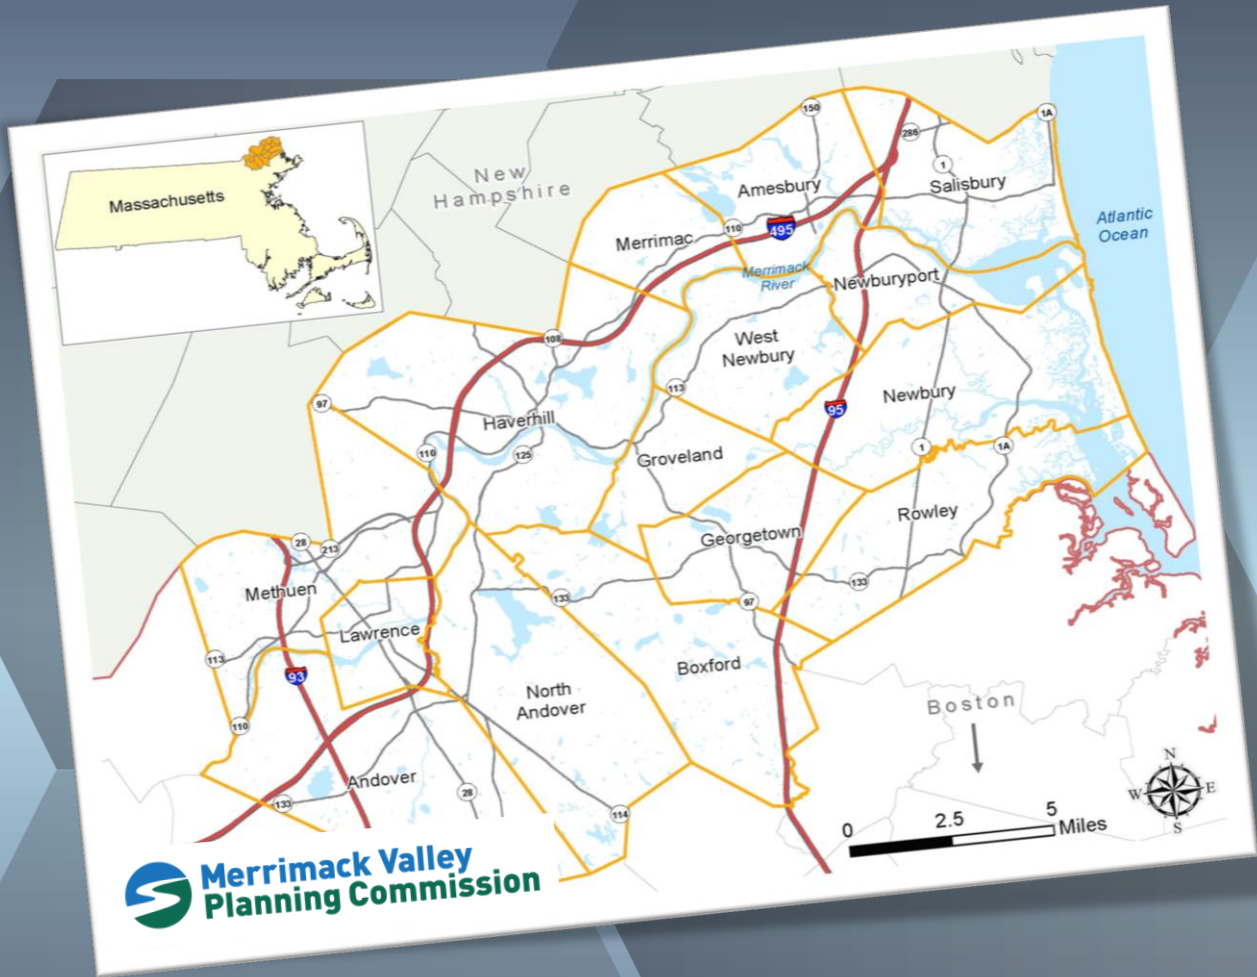 150
1A
286
1
Massachusetts
New
Hampshire
Amesbury
Salisbury
Atlantic
Ocean
Merrimac
110
495
Merrimack
River
Newburyport
108
West
Newbury
97
113
95
Newbury
Haverhill
110
125
Groveland
1
1A
Rowley
28
213
Georgetown
Methuen
133
133
97
Lawrence
113
93
Boxford
North
Andover
110
Boston
N
W
E
S
Andover
133
28
114
0
2.5
5
Miles
Merrimack Valley
Planning Commission